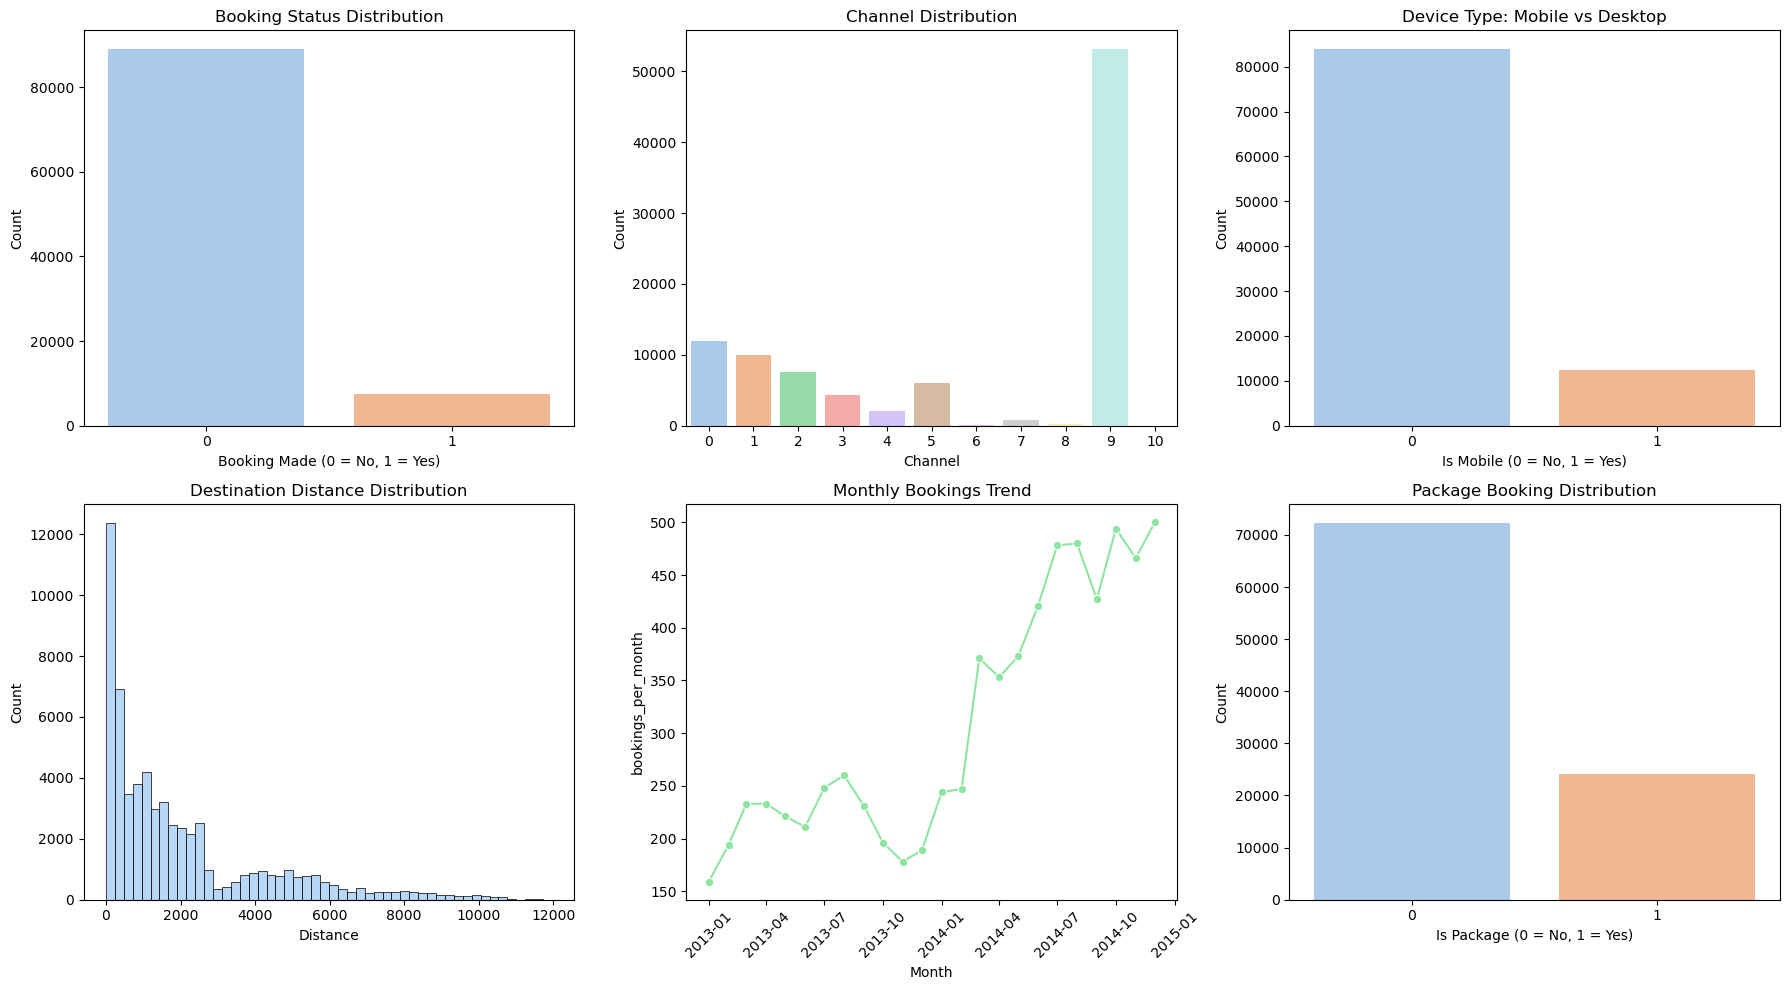 Booking Status Distribution
Count
80000
60000
40000
20000
0
0 1
Booking Made (0 = No, 1 = Yes)
Channel Distribution
Count
50000
40000
30000
20000
10000
0
0 1 2 3 4 5 6 7 8 9 10
Channel
Device Type: Mobile vs Desktop
Count
80000
70000
60000
50000
40000
30000
20000
10000
0
0 1
Is Mobile (0 = No, 1 = Yes)
Destination Distance Distribution
Count
12000
10000
8000
6000
4000
2000
0
0 2000 4000 6000 8000 10000 12000
Distance
Monthly Bookings Trend
bookings_per_month
500
450
400
350
300
250
200
150
2013-01 2013-04 2013-07 2013-10 2014-01 2014-04 2014-07 2014-10 2015-01
Month
Package Booking Distribution
Count
70000
60000
50000
40000
30000
20000
10000
0
0 1
Is Package (0 = No, 1 = Yes)